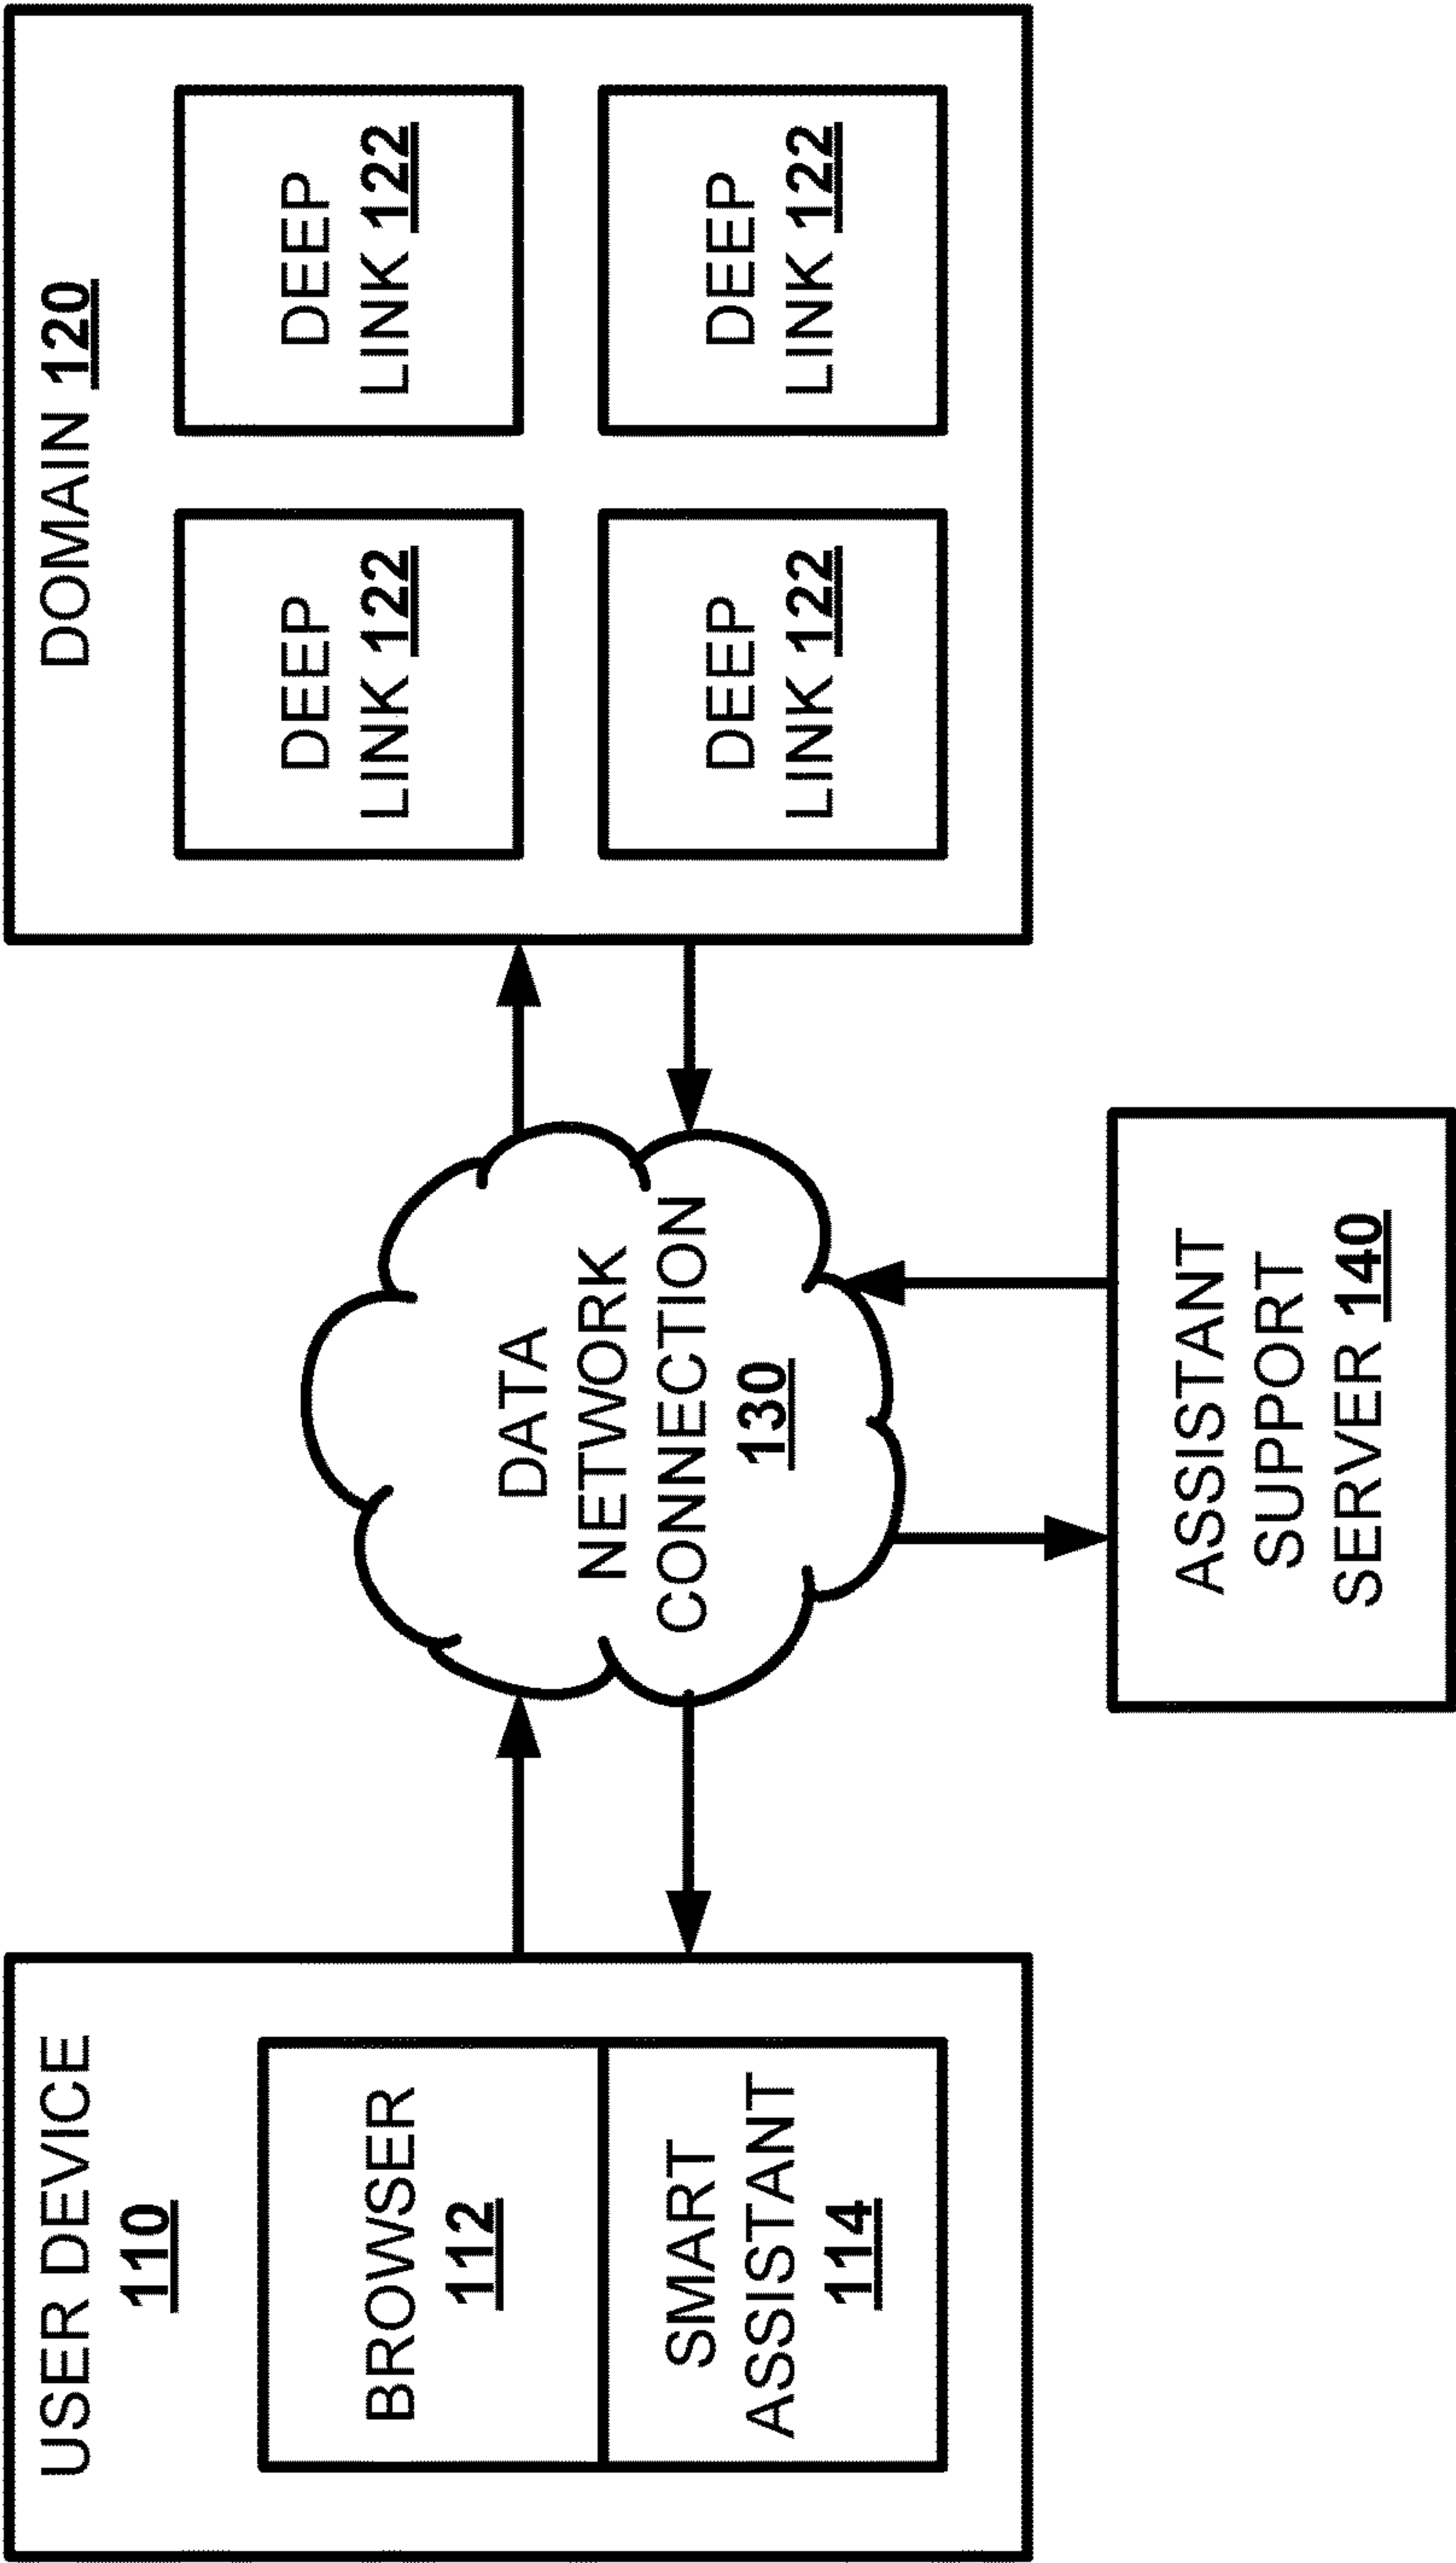 USER DEVICE
110
BROWSER
112
SMART
ASSISTANT
114
DATA
NETWORK
CONNECTION
130
ASSISTANT
SUPPORT
SERVER 140
DOMAIN 120
DEEP
LINK 122
DEEP
LINK 122
DEEP
LINK 122
DEEP
LINK 122